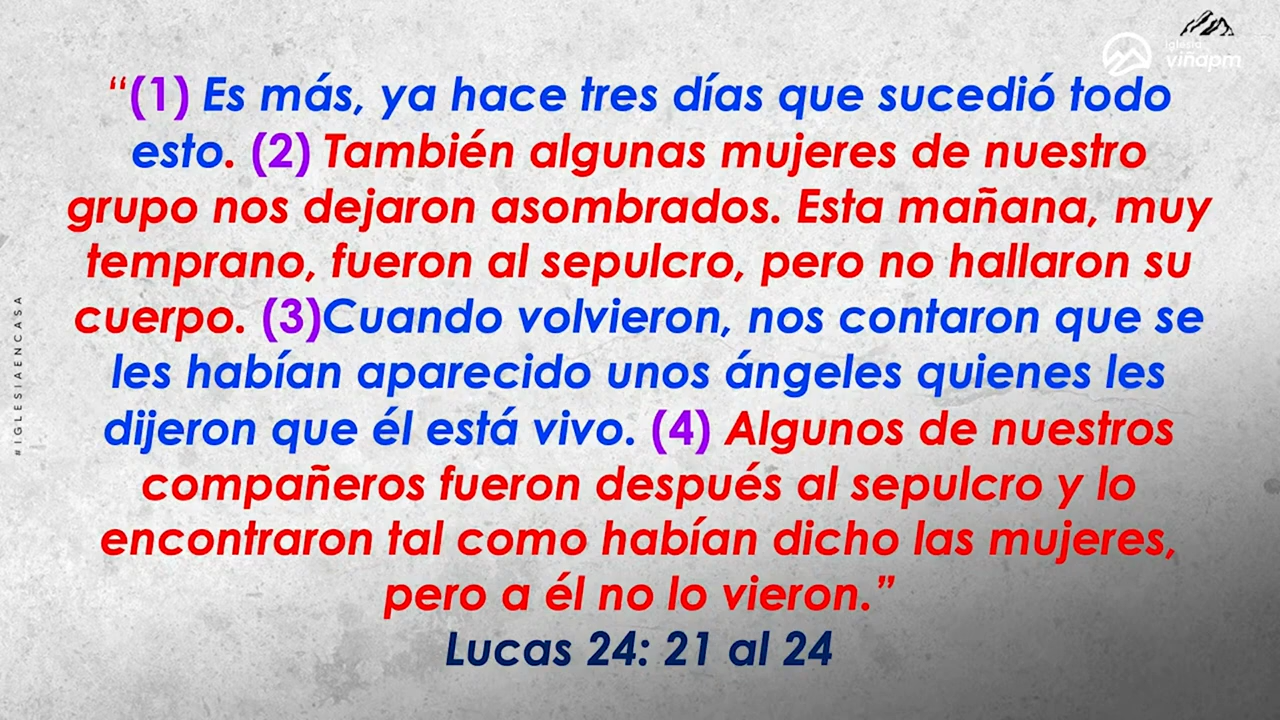 iglesia
viñapm
“(1) Es más, ya hace tres días que sucedió todo
esto. (2) También algunas mujeres de nuestro
grupo nos dejaron asombrados. Esta mañana, muy
temprano, fueron al sepulcro, pero no hallaron su
cuerpo. (3)Cuando volvieron, nos contaron que se
les habían aparecido unos ángeles quienes les
dijeron que él está vivo. (4) Algunos de nuestros
compañeros fueron después al sepulcro y lo
encontraron tal como habían dicho las mujeres,
pero a él no lo vieron.”
Lucas 24: 21 al 24
#IGLESIAENCASA